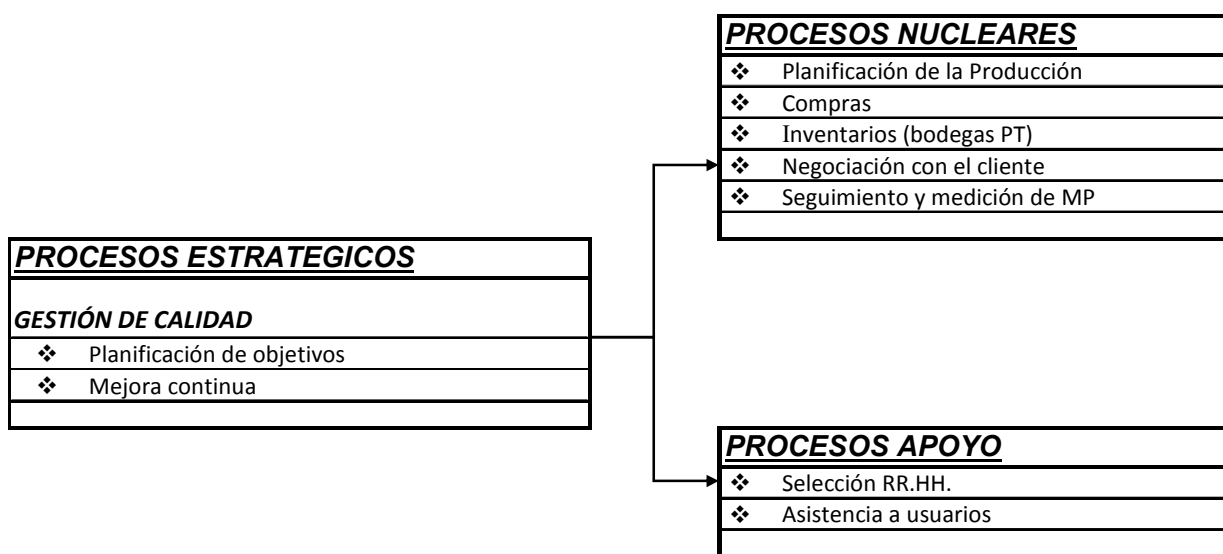 PROCESOS NUCLEARES
❖ Planificación de la Producción
❖ Compras
❖ Inventarios (bodegas PT)
❖ Negociación con el cliente
❖ Seguimiento y medición de MP
PROCESOS ESTRATEGICOS
GESTIÓN DE CALIDAD
❖ Planificación de objetivos
❖ Mejora continua
PROCESOS APOYO
❖ Selección RR.HH.
❖ Asistencia a usuarios